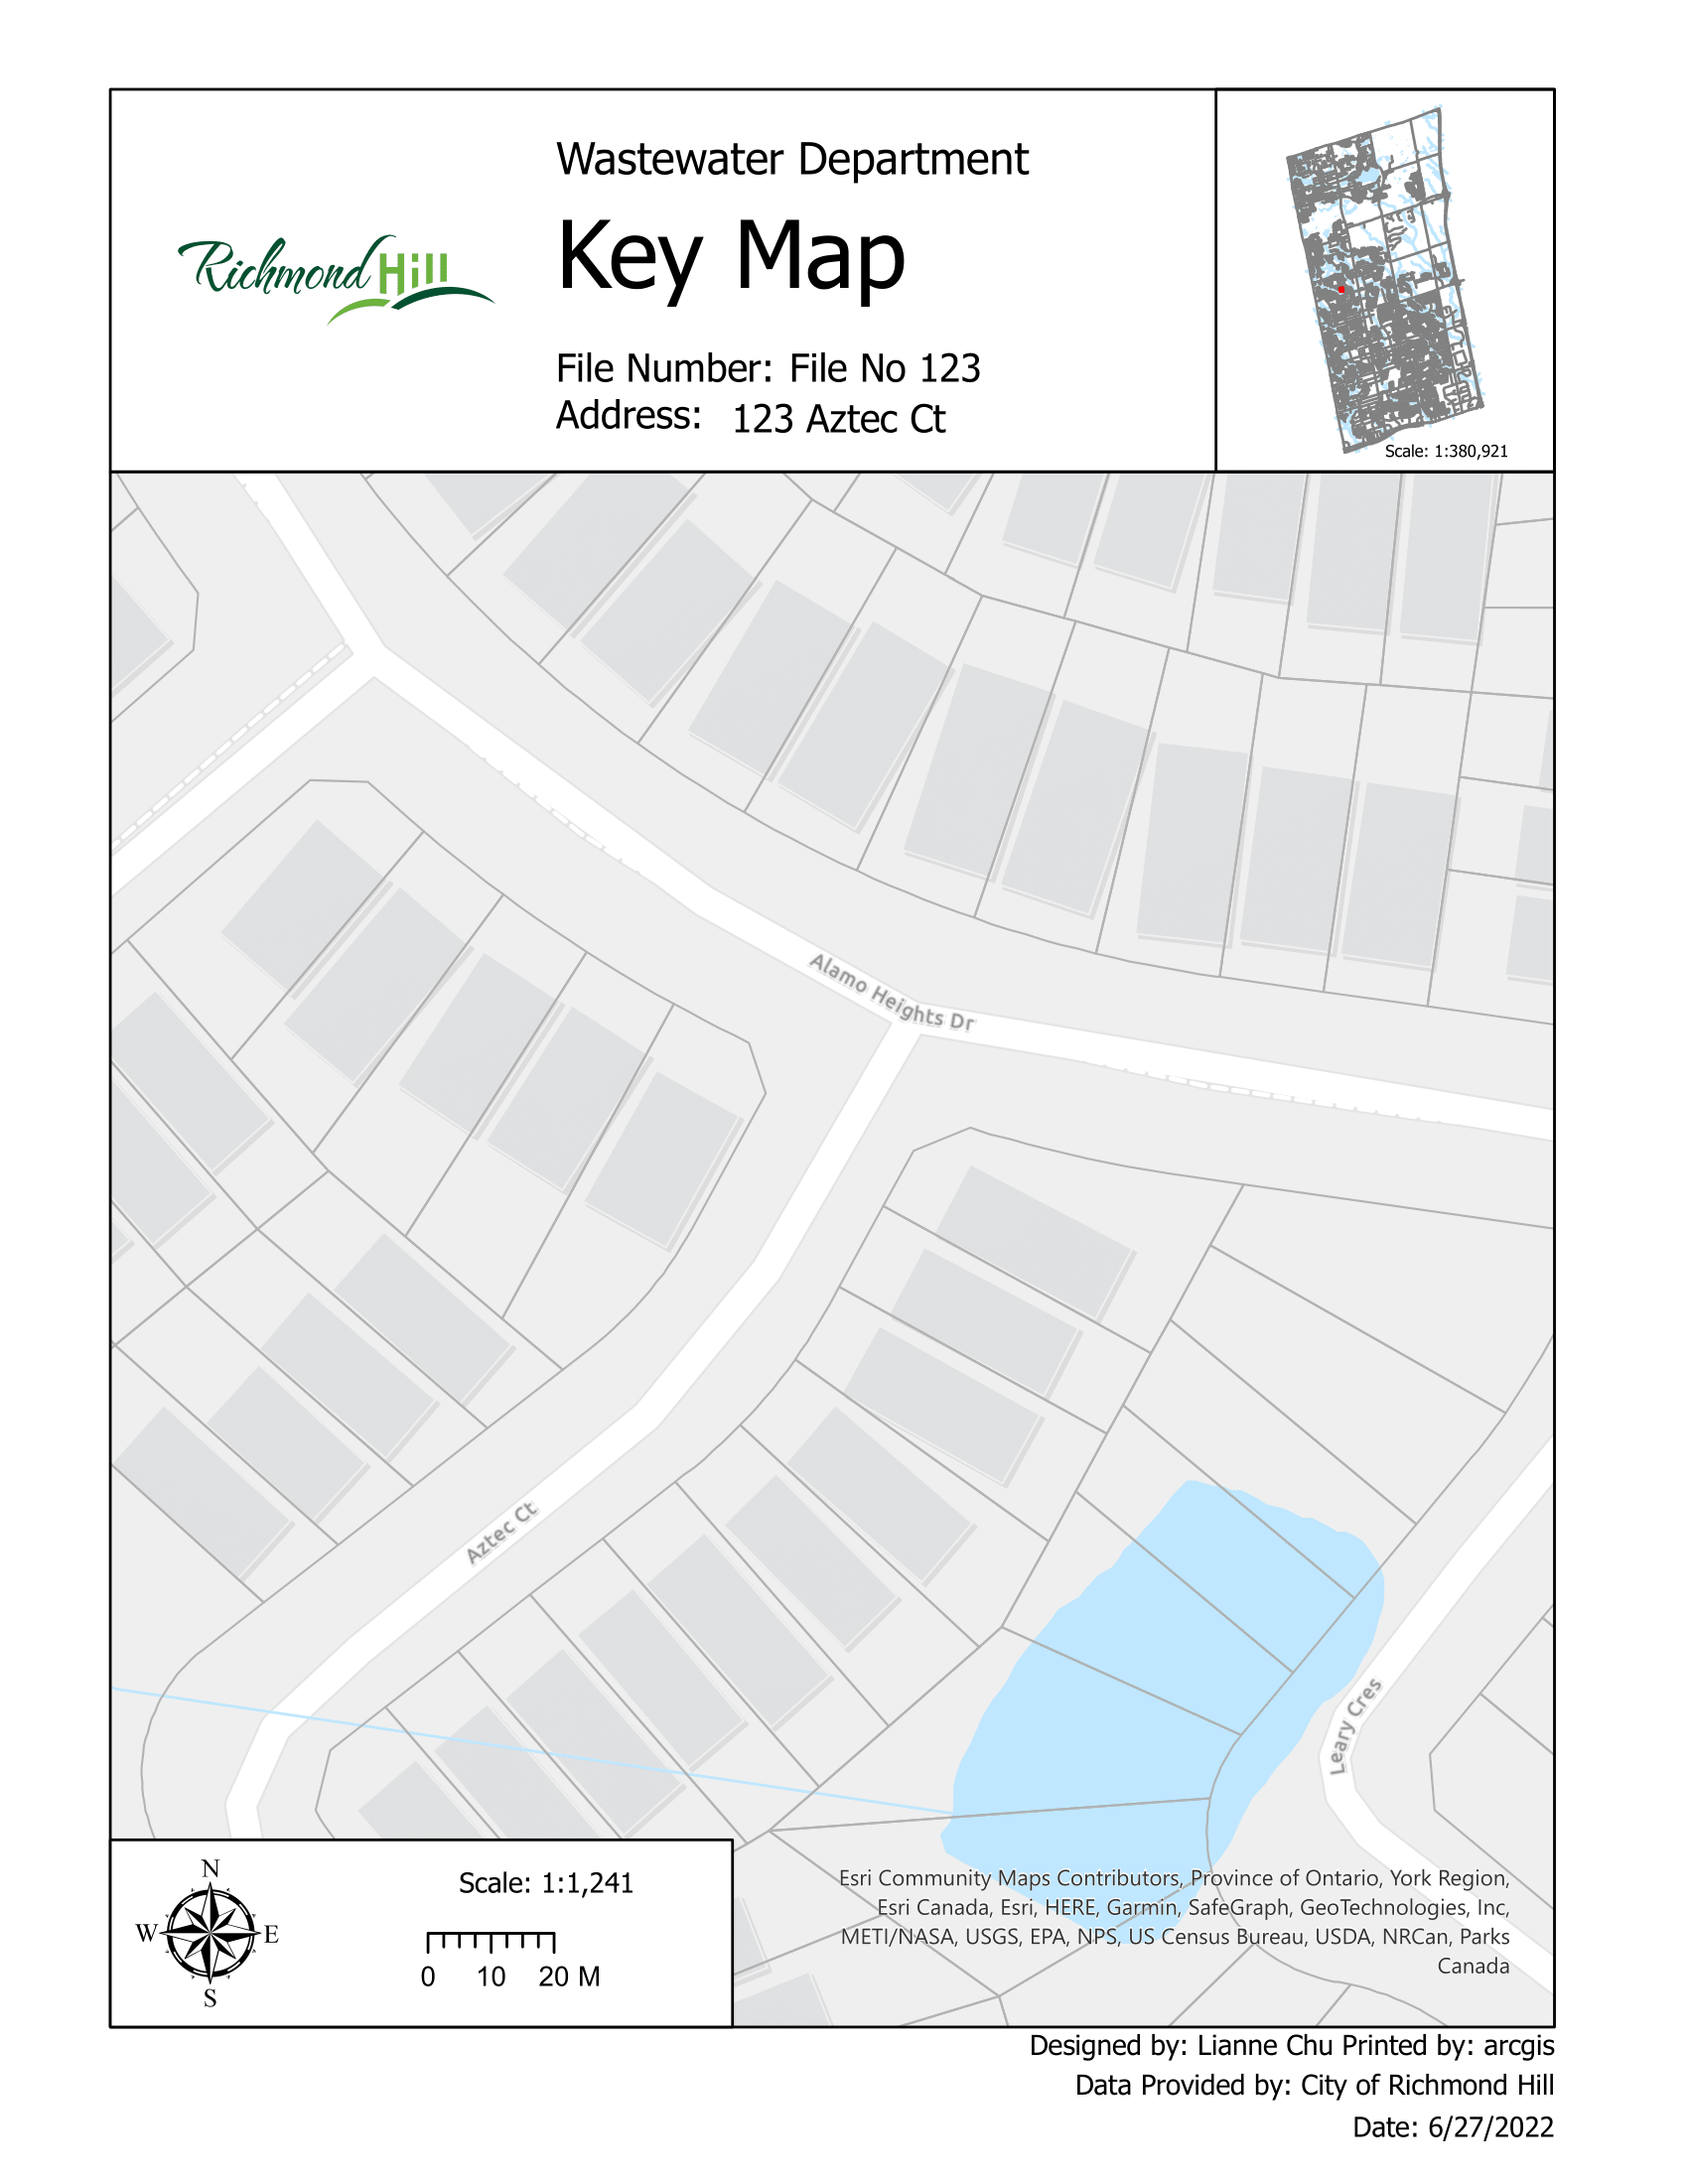 Wastewater Department
Richmond Hill
Key Map
File Number: File No 123
Address: 123 Aztec Ct
Scale: 1:380,921
Alamo Heights Dr
Aztec Ct
Leary Cres
N
W E
S
Scale: 1:1,241
0 10 20 M
Esri Community Maps Contributors, Province of Ontario, York Region,
Esri Canada, Esri, HERE, Garmin, SafeGraph, GeoTechnologies, Inc,
METI/NASA, USGS, EPA, NPS, US Census Bureau, USDA, NRCan, Parks
Canada
Designed by: Lianne Chu Printed by: arcgis
Data Provided by: City of Richmond Hill
Date: 6/27/2022